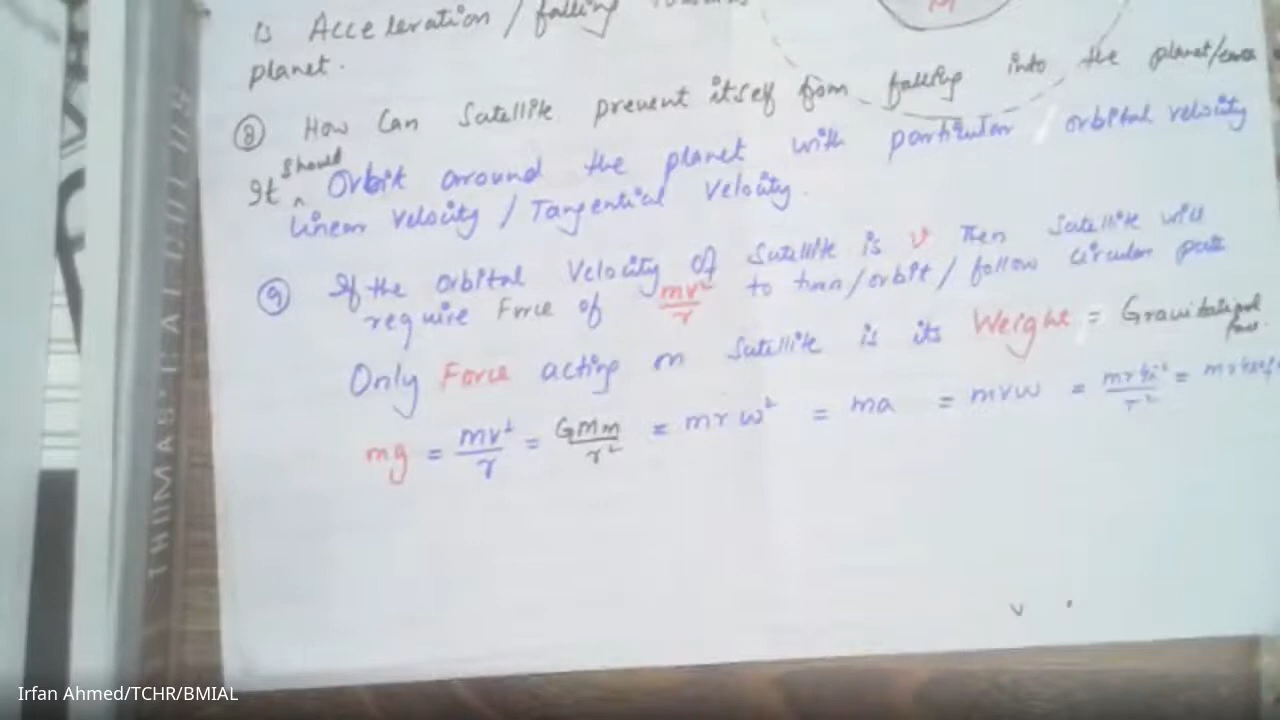 is Acceleration / falling
planet.
⑧ How Can Satellite prevent itself from falling into the planet/
It should Orbit around the planet with particular orbital velocity
linear velocity / Tangential velocity.
⑨ If the orbital velocity of satellite is v Then satellite will
require Force of mv²/r to turn/orbit/ follow circular path
Only Force acting on satellite is its Weight = Gravitational force.
mg = mv²/r = GMm/r² = mrω² = ma = mvω =
THOMAS' CALCULUS
M
Irfan Ahmed/TCHR/BMIAL